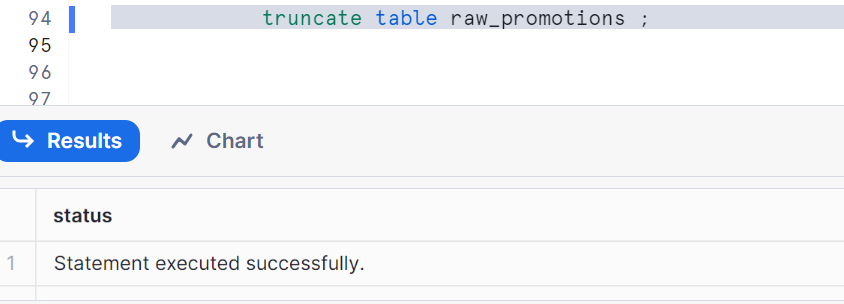 94 truncate table raw_promotions ;
95
96
97
Results Chart
status
1 Statement executed successfully.